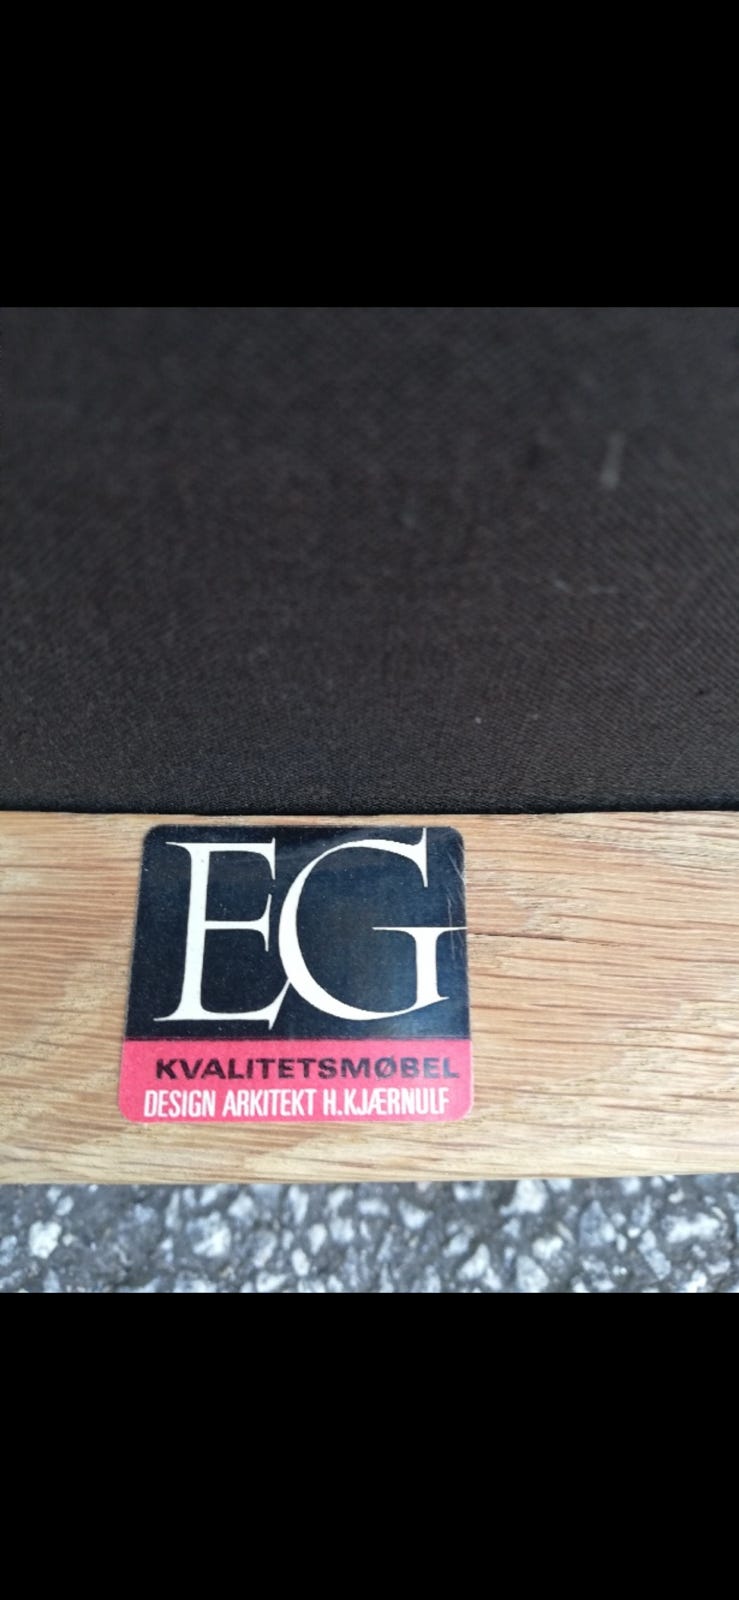 EG
KVALITETSMØBEL
DESIGN ARKITEKT H.KJÆRNULF